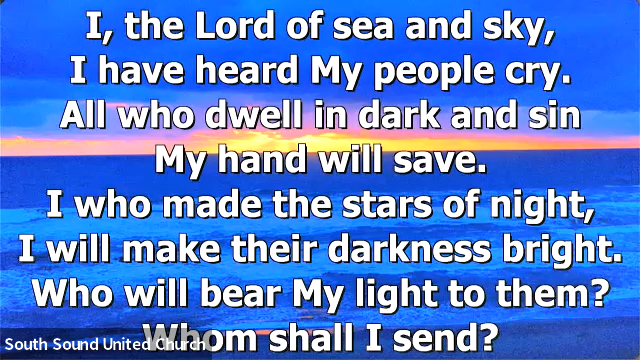 I, the Lord of sea and sky,
I have heard My people cry.
All who dwell in dark and sin
My hand will save.
I who made the stars of night,
I will make their darkness bright.
Who will bear My light to them?
Whom shall I send?
South Sound United Church